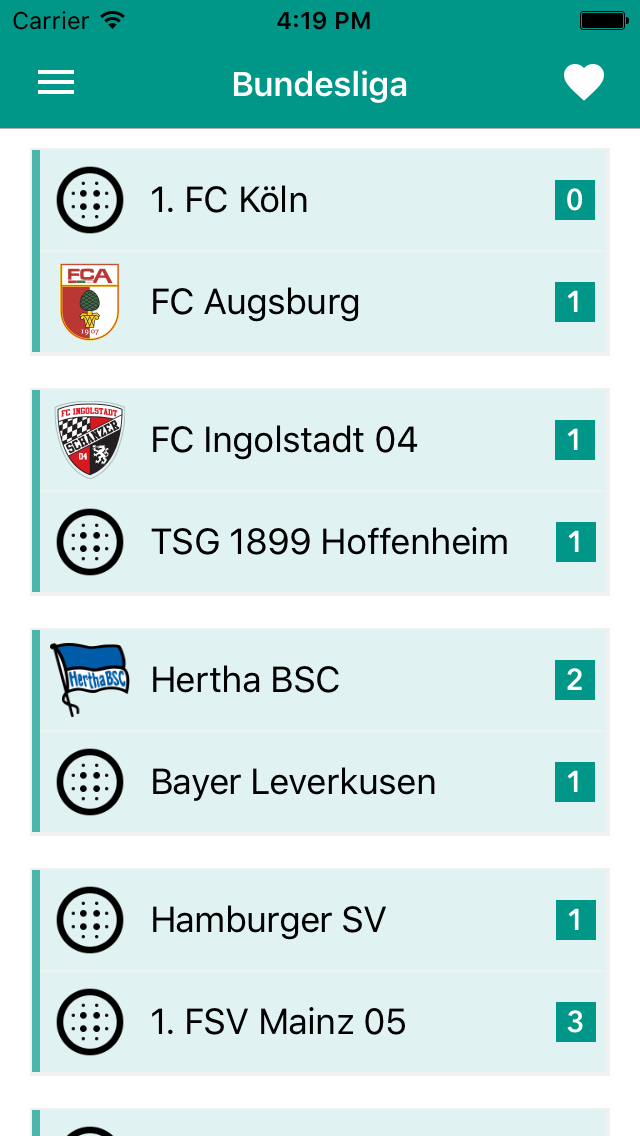 Carrier 4:19 PM
Bundesliga
1. FC Köln 0
FCA
1907
FC Augsburg 1
FC INGOLSTADT
SCHANZER
04
FC Ingolstadt 04 1
TSG 1899 Hoffenheim 1
HerthaBSC
Hertha BSC 2
Bayer Leverkusen 1
Hamburger SV 1
1. FSV Mainz 05 3